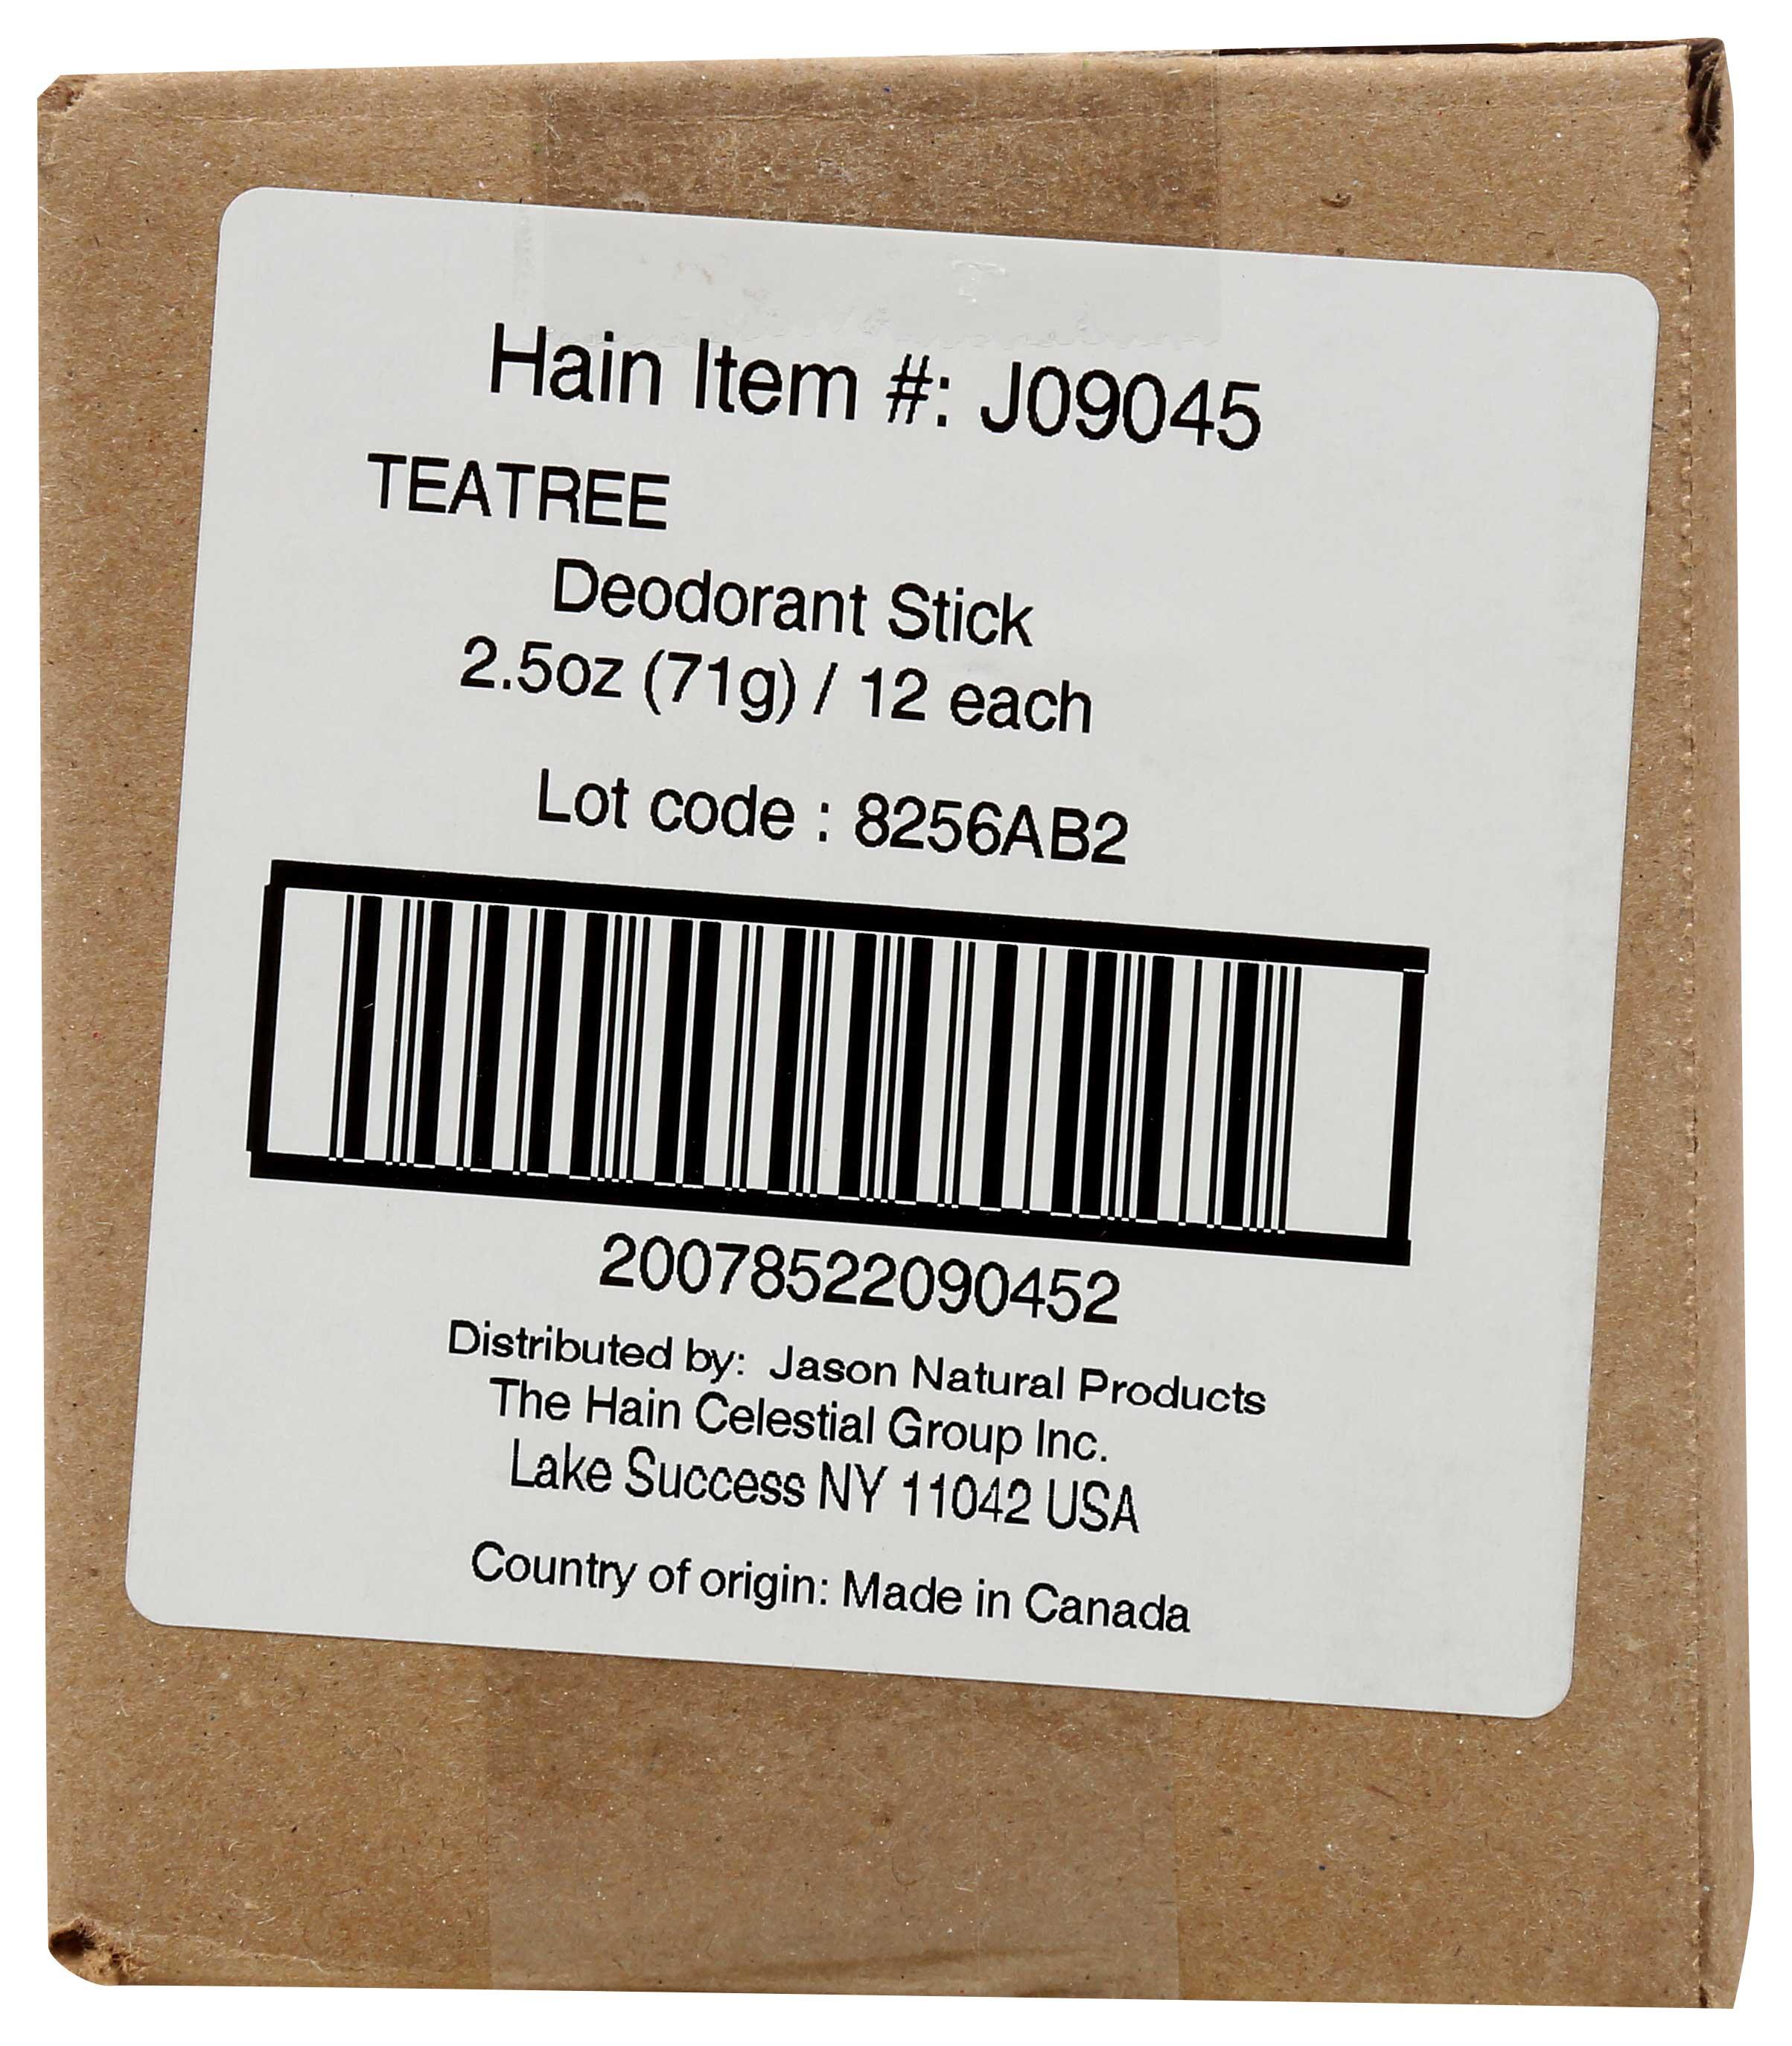 Hain Item #: J09045
TEATREE
Deodorant Stick
2.5oz (71g) / 12 each
Lot code : 8256AB2
20078522090452
Distributed by: Jason Natural Products
The Hain Celestial Group Inc.
Lake Success NY 11042 USA
Country of origin: Made in Canada